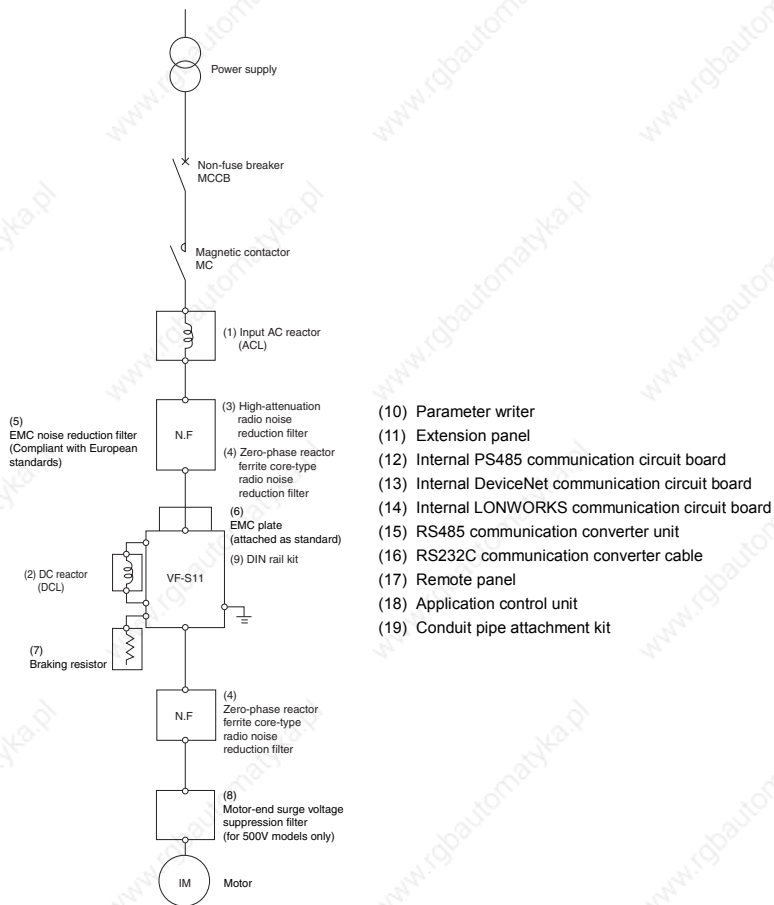 Power supply
Non-fuse breaker
MCCB
Magnetic contactor
MC
(1) Input AC reactor
(ACL)
(5)
EMC noise reduction filter
(Compliant with European
standards)
N.F
(3) High-attenuation
radio noise
reduction filter
(4) Zero-phase reactor
ferrite core-type
radio noise
reduction filter
(6)
EMC plate
(attached as standard)
(9) DIN rail kit
(2) DC reactor
(DCL)
VF-S11
(7)
Braking resistor
N.F
(4)
Zero-phase reactor
ferrite core-type
radio noise
reduction filter
(8)
Motor-end surge voltage
suppression filter
(for 500V models only)
IM
Motor
(10) Parameter writer
(11) Extension panel
(12) Internal PS485 communication circuit board
(13) Internal DeviceNet communication circuit board
(14) Internal LONWORKS communication circuit board
(15) RS485 communication converter unit
(16) RS232C communication converter cable
(17) Remote panel
(18) Application control unit
(19) Conduit pipe attachment kit
www.rgbautomatyka.pl